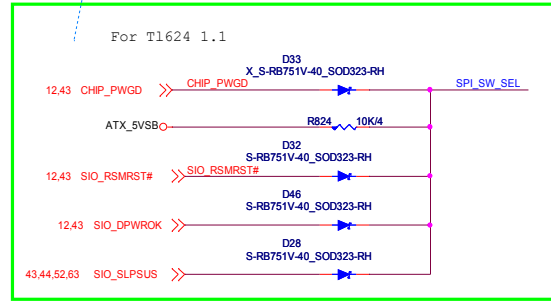 For T1624 1.1
D33
X_S-RB751V-40_SOD323-RH
12,43 CHIP_PWGD CHIP_PWGD SPI_SW_SEL
ATX_5VSB R824 10K/4
D32
S-RB751V-40_SOD323-RH
12,43 SIO_RSMRST# SIO_RSMRST#
D46
S-RB751V-40_SOD323-RH
12,43 SIO_DPWROK
D28
S-RB751V-40_SOD323-RH
43,44,52,63 SIO_SLPSUS